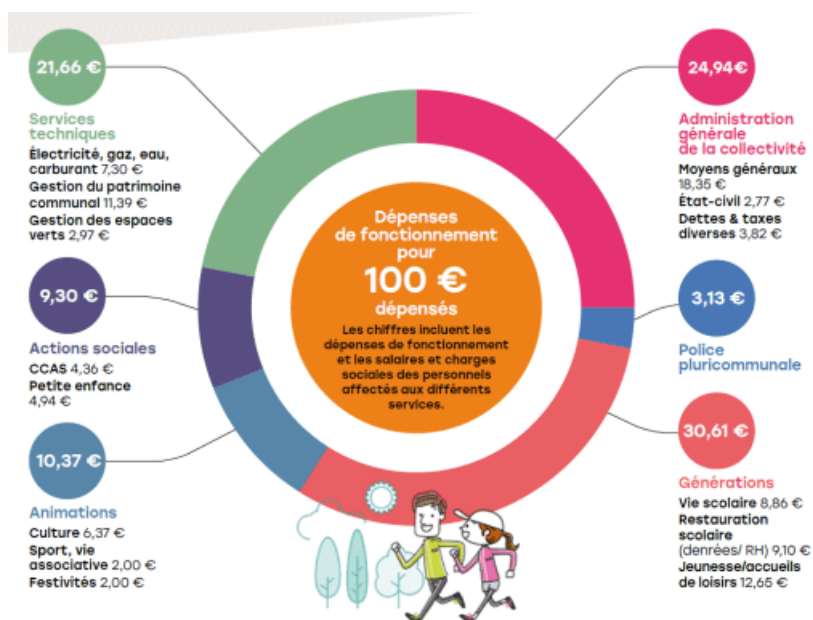 21,66 €
Services
techniques
Électricité, gaz, eau,
carburant 7,30 €
Gestion du patrimoine
communal 11,39 €
Gestion des espaces
verts 2,97 €
9,30 €
Actions sociales
CCAS 4,36 €
Petite enfance
4,94 €
10,37 €
Animations
Culture 6,37 €
Sport, vie
associative 2,00 €
Festivités 2,00 €
Dépenses
de fonctionnement
pour
100 €
dépensés
Les chiffres incluent les
dépenses de fonctionnement
et les salaires et charges
sociales des personnels
affectés aux différents
services.
24,94€
Administration
générale
de la collectivité
Moyens généraux
18,35 €
État-civil 2,77 €
Dettes & taxes
diverses 3,82 €
3,13 €
Police
pluricommunale
30,61 €
Générations
Vie scolaire 8,86 €
Restauration
scolaire
(denrées/ RH) 9,10 €
Jeunesse/accueils
de loisirs 12,65 €